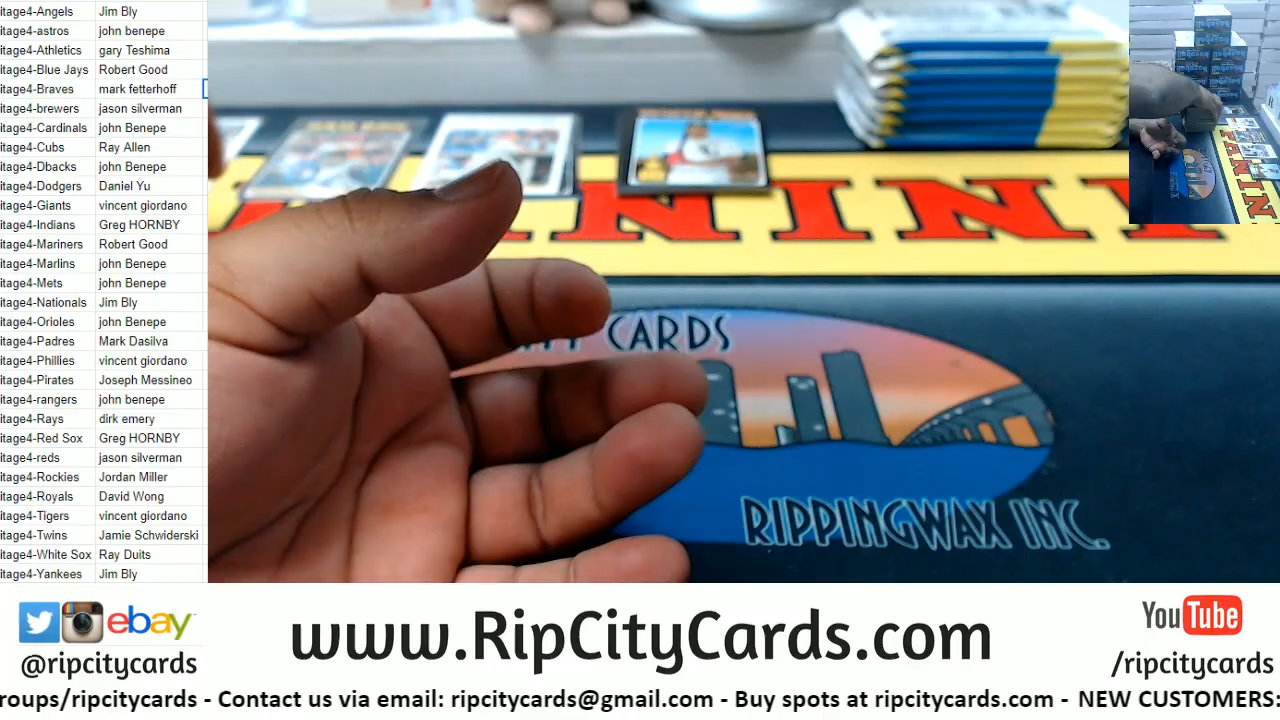 itage4-Angels Jim Bly
itage4-astros john benepe
itage4-Athletics gary Teshima
itage4-Blue Jays Robert Good
itage4-Braves mark fetterhoff
itage4-brewers jason silverman
itage4-Cardinals john Benepe
itage4-Cubs Ray Allen
itage4-Dbacks john Benepe
itage4-Dodgers Daniel Yu
itage4-Giants vincent giordano
itage4-Indians Greg HORNBY
itage4-Mariners Robert Good
itage4-Marlins john Benepe
itage4-Mets john Benepe
itage4-Nationals Jim Bly
itage4-Orioles john Benepe
itage4-Padres Mark Dasilva
itage4-Phillies vincent giordano
itage4-Pirates Joseph Messineo
itage4-rangers john benepe
itage4-Rays dirk emery
itage4-Red Sox Greg HORNBY
itage4-reds jason silverman
itage4-Rockies Jordan Miller
itage4-Royals David Wong
itage4-Tigers vincent giordano
itage4-Twins Jamie Schwiderski
itage4-White Sox Ray Duits
itage4-Yankees Jim Bly
NINI
CARDS
RIPPINGWAX INC.
ebay
@ripcitycards
www.RipCityCards.com
YouTube
/ripcitycards
roups/ripcitycards - Contact us via email: ripcitycards@gmail.com - Buy spots at ripcitycards.com - NEW CUSTOMERS: